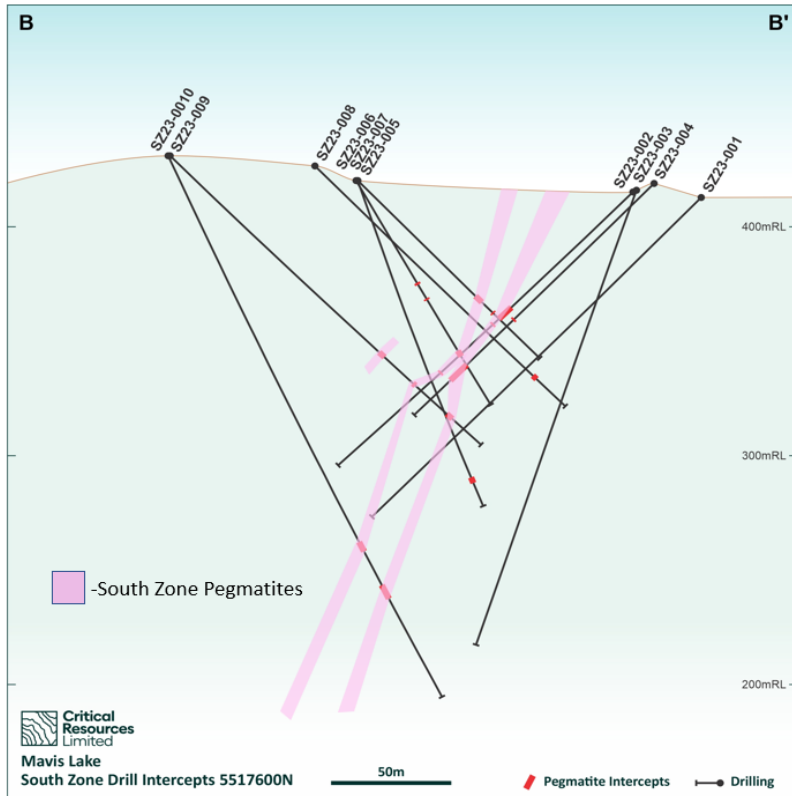 B
B'
SZ23-0010
SZ23-009
SZ23-008
SZ23-006
SZ23-007
SZ23-005
SZ23-002
SZ23-003
SZ23-004
SZ23-001
400mRL
300mRL
-South Zone Pegmatites
200mRL
Critical
Resources
Limited
Mavis Lake
South Zone Drill Intercepts 5517600N
50m
Pegmatite Intercepts
Drilling